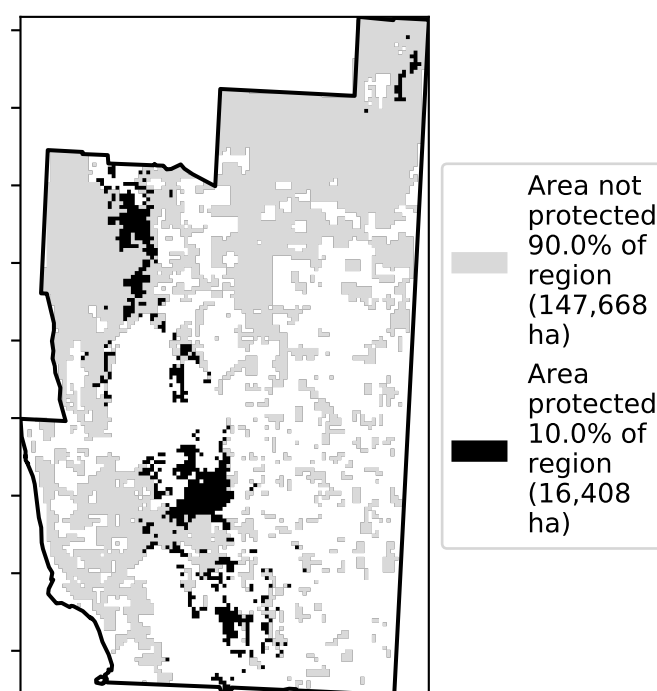 Area not
protected
90.0% of
region
(147,668
ha)
Area
protected
10.0% of
region
(16,408
ha)